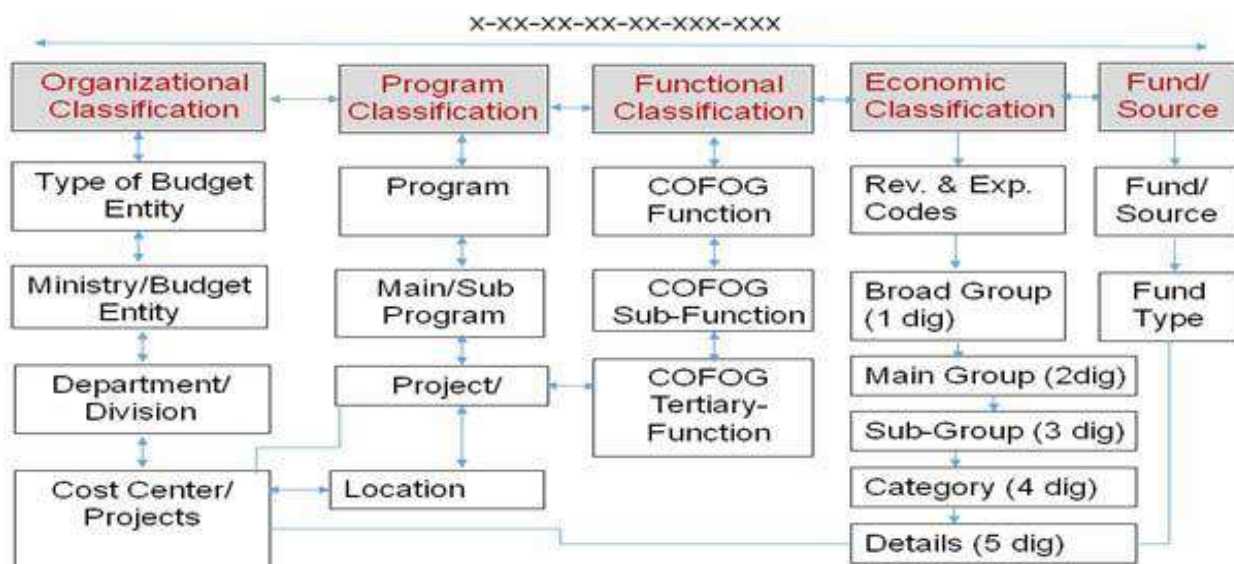 x-xx-xx-xx-xx-xxx-xxx
Organizational
Classification
Program
Classification
Functional
Classification
Economic
Classification
Fund/
Source
Type of Budget
Entity
Program
COFOG
Function
Rev. & Exp.
Codes
Fund/
Source
Ministry/Budget
Entity
Main/Sub
Program
COFOG
Sub-Function
Broad Group
(1 dig)
Fund
Type
Department/
Division
Project/
COFOG
Tertiary-
Function
Main Group (2dig)
Sub-Group (3 dig)
Cost Center/
Projects
Location
Category (4 dig)
Details (5 dig)